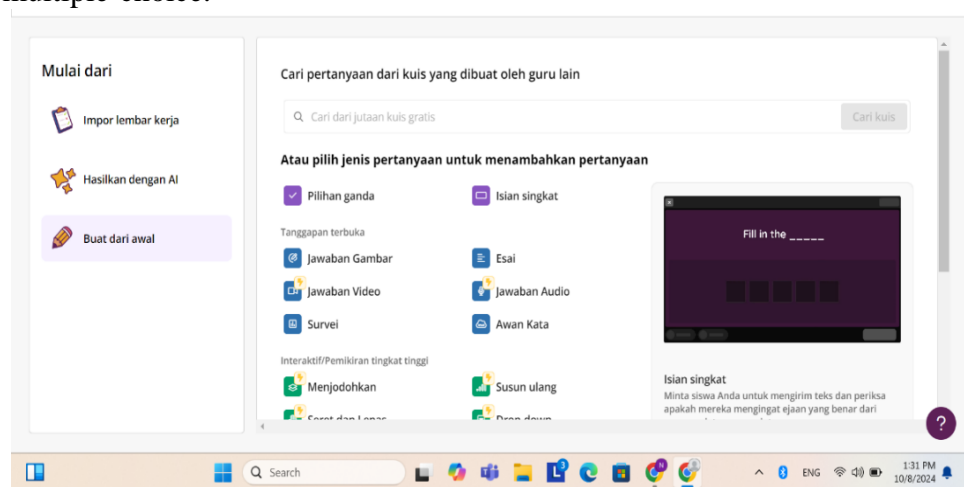 multiple choice.
Mulai dari
Impor lembar kerja
Hasilkan dengan AI
Buat dari awal
Cari pertanyaan dari kuis yang dibuat oleh guru lain
Cari dari jutaan kuis gratis
Cari kuis
Atau pilih jenis pertanyaan untuk menambahkan pertanyaan
Pilihan ganda
Isian singkat
Tanggapan terbuka
Jawaban Gambar
Esai
Jawaban Video
Jawaban Audio
Survei
Awan Kata
Interaktif/Pemikiran tingkat tinggi
Menjodohkan
Susun ulang
Drop down
Fill in the _____
Isian singkat
Minta siswa Anda untuk mengirim teks dan periksa
apakah mereka mengingat ejaan yang benar dari
?
Search
ENG
1:31 PM
10/8/2024